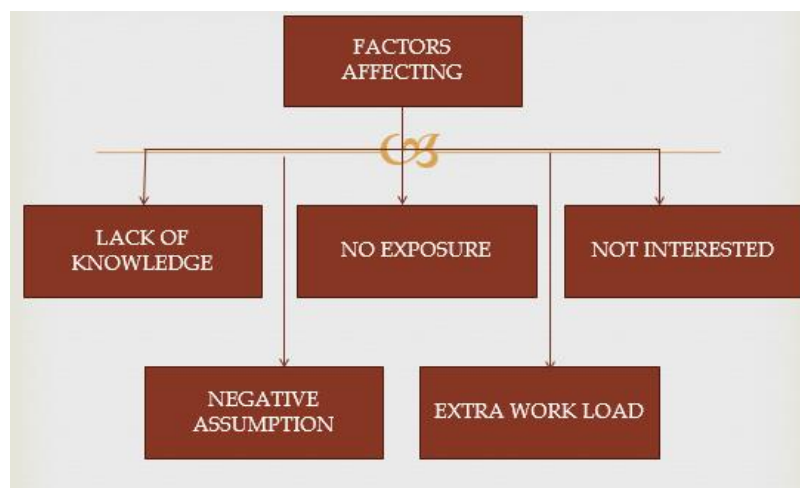 FACTORS
AFFECTING
LACK OF
KNOWLEDGE
NO EXPOSURE
NOT INTERESTED
NEGATIVE
ASSUMPTION
EXTRA WORK LOAD